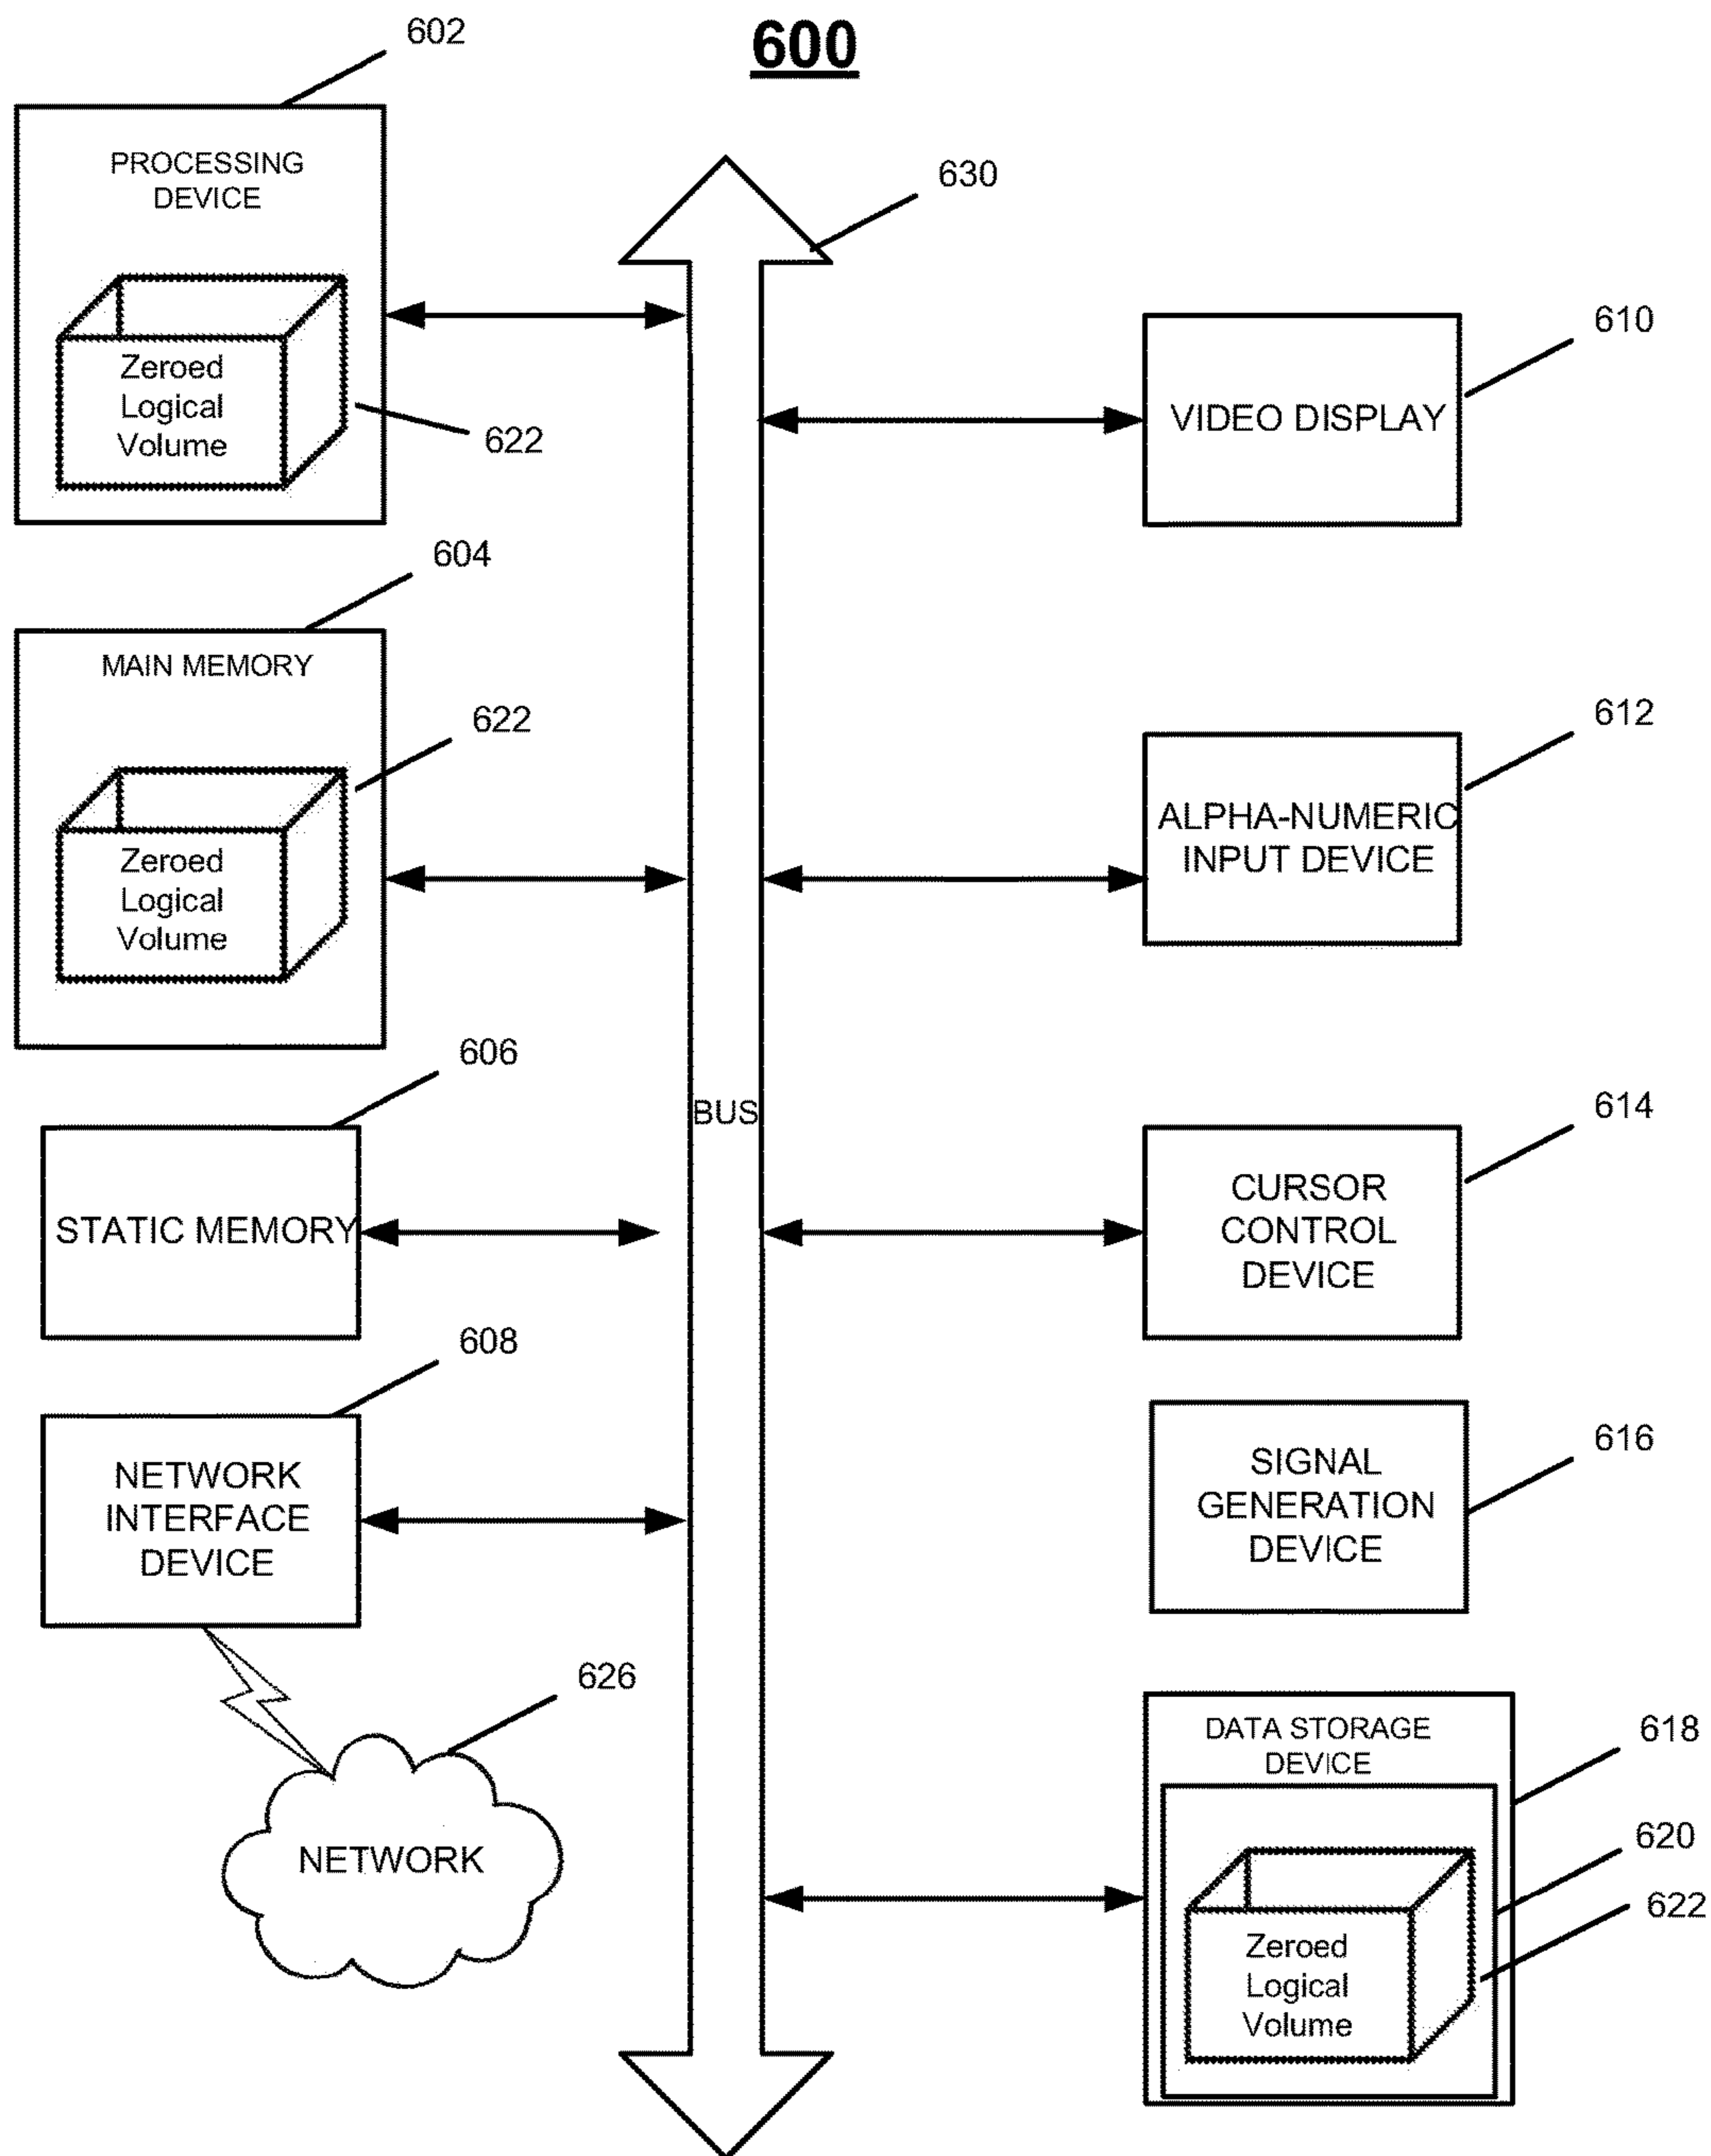 600
602
PROCESSING
DEVICE
Zeroed
Logical
Volume
622
630
610
VIDEO DISPLAY
604
MAIN MEMORY
622
Zeroed
Logical
Volume
612
ALPHA-NUMERIC
INPUT DEVICE
606
STATIC MEMORY
BUS
614
CURSOR
CONTROL
DEVICE
608
NETWORK
INTERFACE
DEVICE
616
SIGNAL
GENERATION
DEVICE
626
NETWORK
618
DATA STORAGE
DEVICE
620
622
Zeroed
Logical
Volume